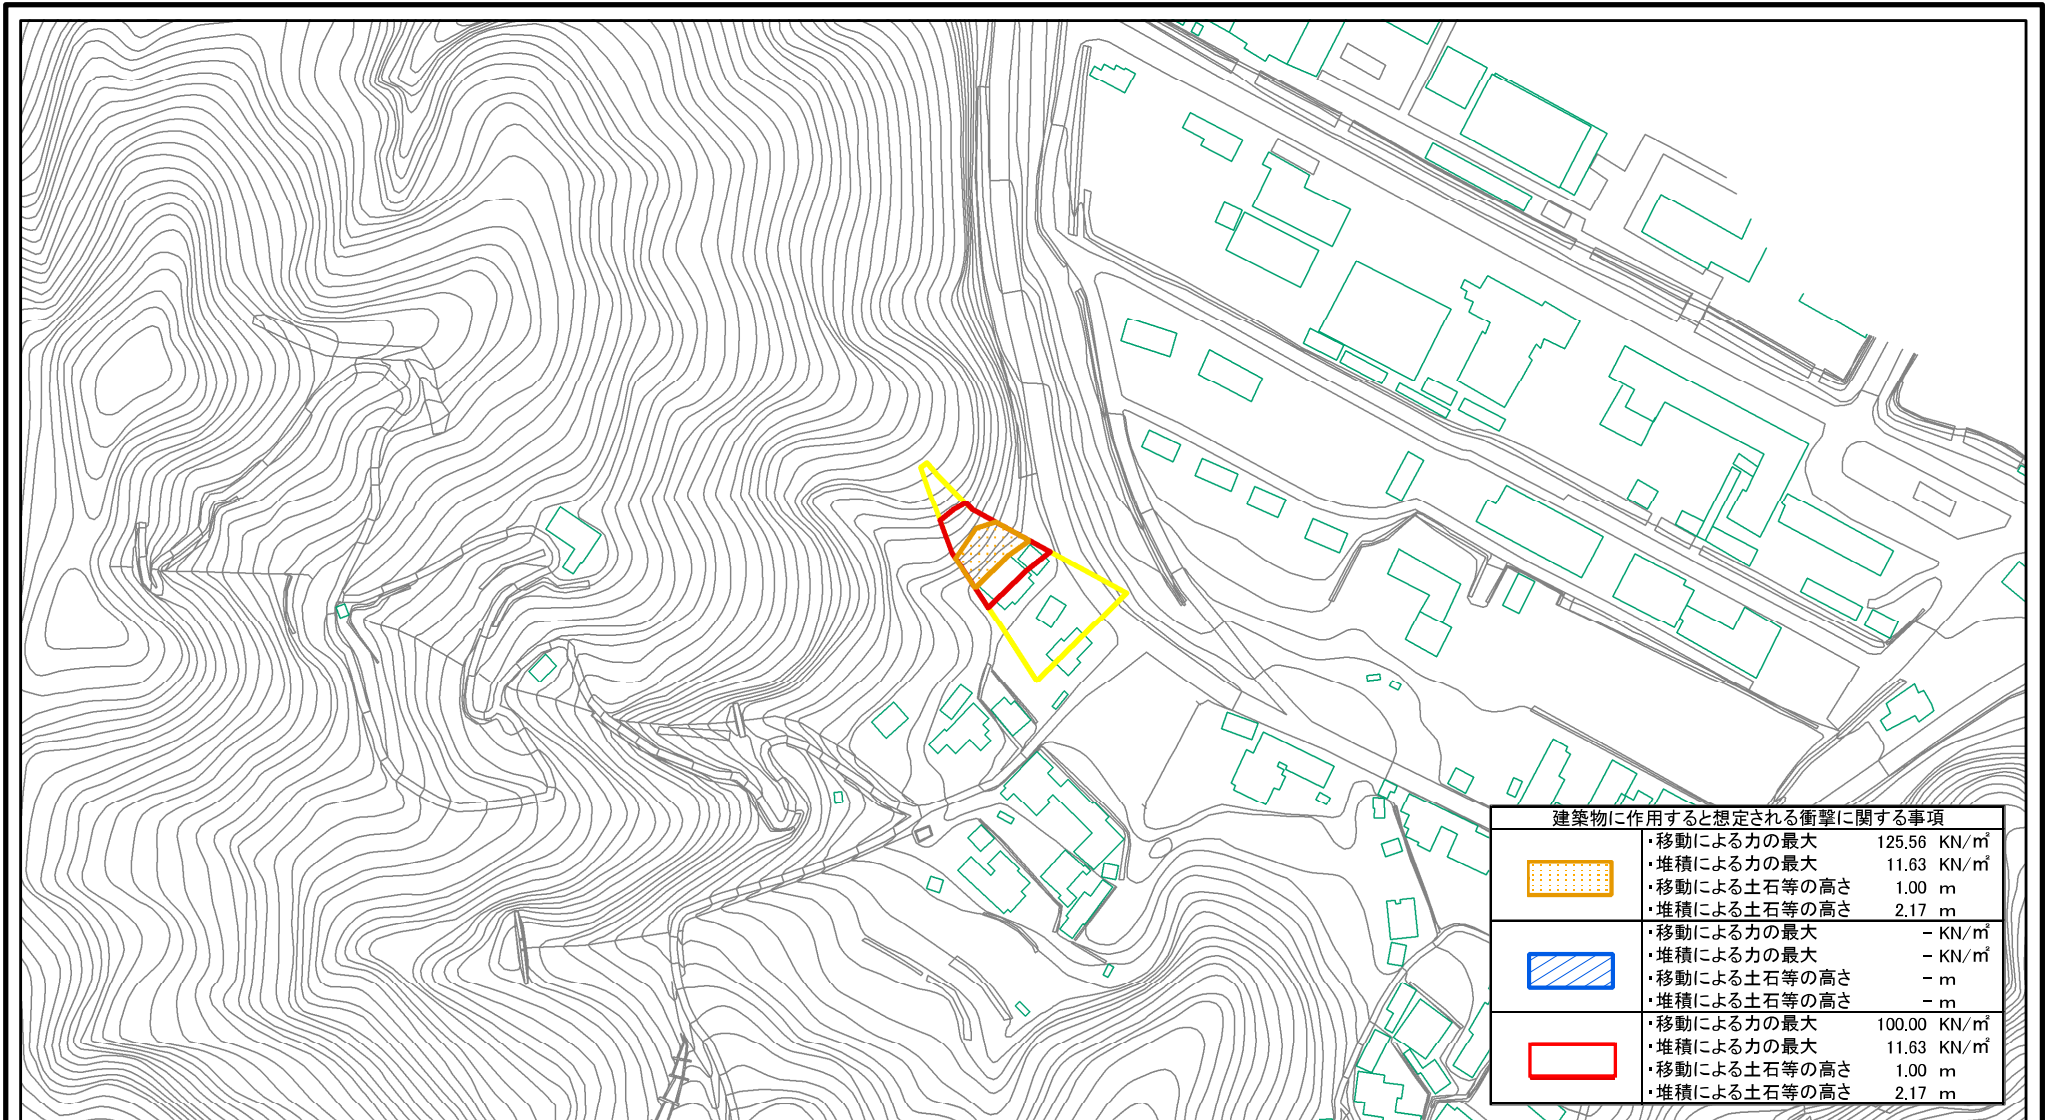 建築物に作用すると想定される衝撃に関する事項
・移動による力の最大 125.56 KN/㎡
・堆積による力の最大 11.63 KN/㎡
・移動による土石等の高さ 1.00 m
・堆積による土石等の高さ 2.17 m
・移動による力の最大 - KN/㎡
・堆積による力の最大 - KN/㎡
・移動による土石等の高さ - m
・堆積による土石等の高さ - m
・移動による力の最大 100.00 KN/㎡
・堆積による力の最大 11.63 KN/㎡
・移動による土石等の高さ 1.00 m
・堆積による土石等の高さ 2.17 m